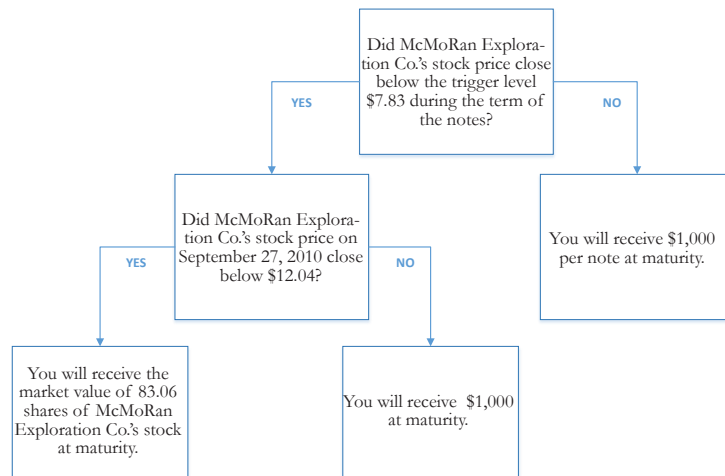 Did McMoRan Explora-
tion Co.'s stock price close
below the trigger level
$7.83 during the term of
the notes?
YES
NO
Did McMoRan Explora-
tion Co.'s stock price on
September 27, 2010 close
below $12.04?
You will receive $1,000
per note at maturity.
YES
NO
You will receive the
market value of 83.06
shares of McMoRan
Exploration Co.'s stock
at maturity.
You will receive $1,000
at maturity.